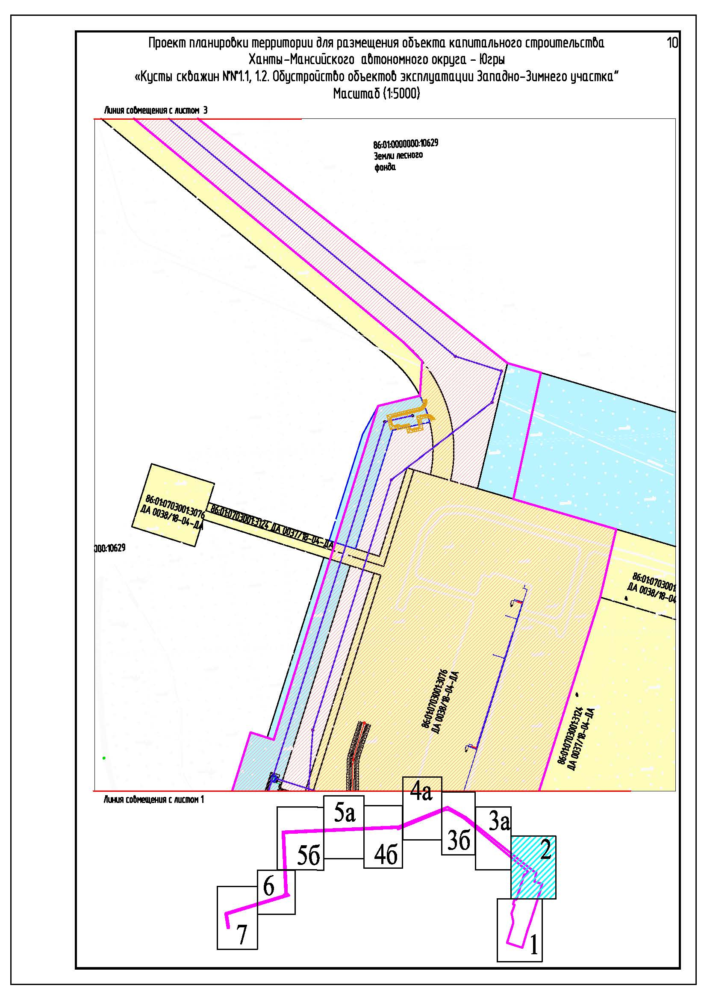 Проект планировки территории для размещения объекта капитального строительства
10
Ханты-Мансийского автономного округа - Югры
«Кусты скважин №№1.1, 1.2. Обустройство объектов эксплуатации Западно-Зимнего участка"
Масштаб (1:5000)
Линия совмещения с листом 3
86:01:0000000:10629
Земли лесного
фонда
86:01:0703001:3076
ДА 0038/18-04-ДА
86:01:0703001:3124 ДА 0037/18-04-ДА
000:10629
86:01:0703001
ДА 0038/18-04
86:01:0703001:3076
ДА 0038/18-04-ДА
86:01:0703001:3124
ДА 0037/18-04-ДА
Линия совмещения с листом 1
4а
5а
3а
3б
2
5б
4б
6
7
1